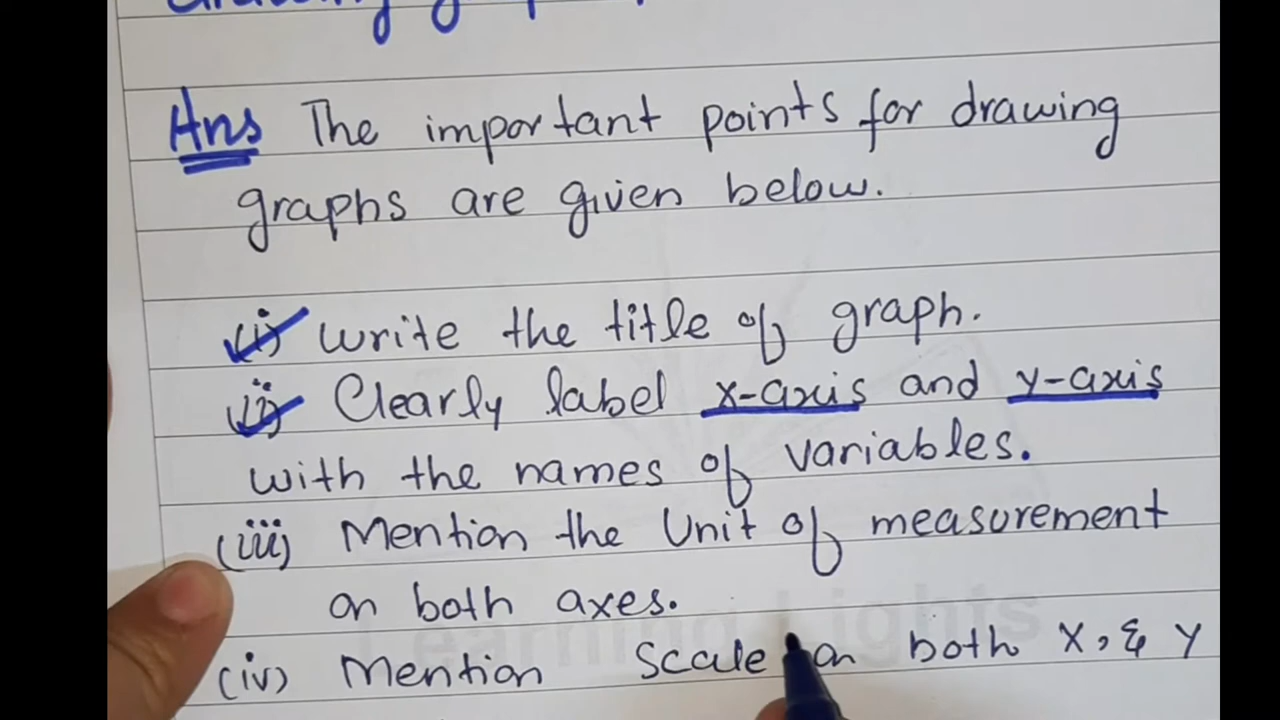 Ans The important points for drawing
graphs are given below.
(i) Write the title of graph.
(ii) Clearly label x-axis and y-axis
with the names of variables.
(iii) Mention the Unit of measurement
on both axes.
Learning Lights
(iv) Mention Scale on both X, & Y